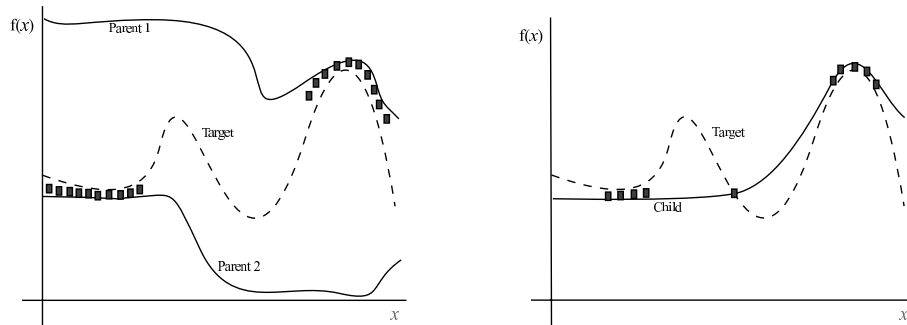 f(x)
Parent 1
Target
Parent 2
x
f(x)
Target
Child
x